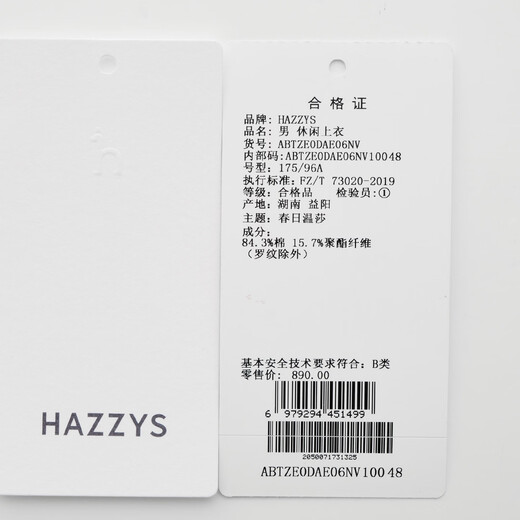 HAZZYS
合格证
品牌: HAZZYS
品名: 男 休闲上衣
货号: ABTZE0DAE06NV
内部码: ABTZE0DAE06NV10048
号型: 175/96A
执行标准: FZ/T 73020-2019
等级: 合格品 检验员: ①
产地: 湖南 益阳
主题: 春日温莎
成分:
84.3%棉 15.7%聚酯纤维
(罗纹除外)
基本安全技术要求符合: B类
零售价: 890.00
6 979294 451499
2050071731325
ABTZE0DAE06NV10048